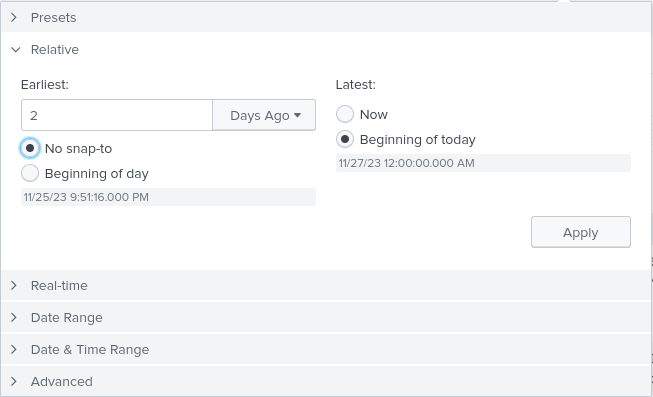 Presets
Relative
Earliest:
2 Days Ago
No snap-to
Beginning of day
11/25/23 9:51:16.000 PM
Latest:
Now
Beginning of today
11/27/23 12:00:00.000 AM
Apply
Real-time
Date Range
Date & Time Range
Advanced